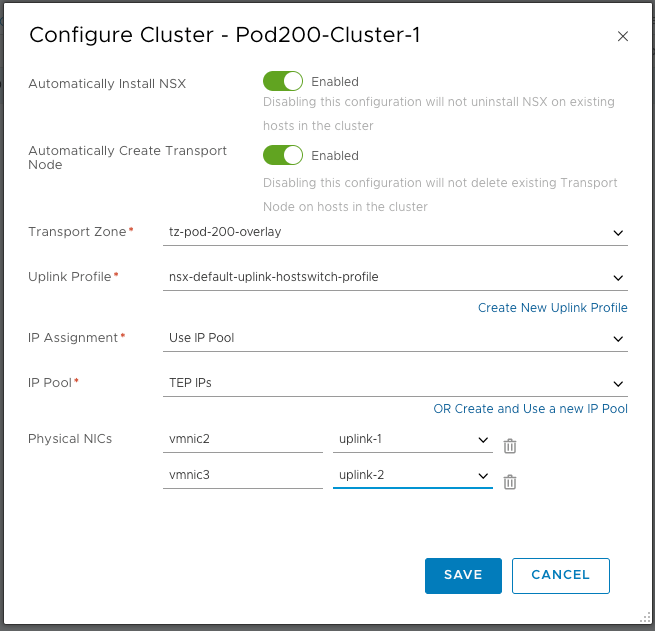 Configure Cluster - Pod200-Cluster-1
Automatically Install NSX
Enabled
Disabling this configuration will not uninstall NSX on existing
hosts in the cluster
Automatically Create Transport
Node
Enabled
Disabling this configuration will not delete existing Transport
Node on hosts in the cluster
Transport Zone*
tz-pod-200-overlay
Uplink Profile*
nsx-default-uplink-hostswitch-profile
Create New Uplink Profile
IP Assignment*
Use IP Pool
IP Pool*
TEP IPs
OR Create and Use a new IP Pool
Physical NICs
vmnic2
uplink-1
vmnic3
uplink-2
SAVE
CANCEL